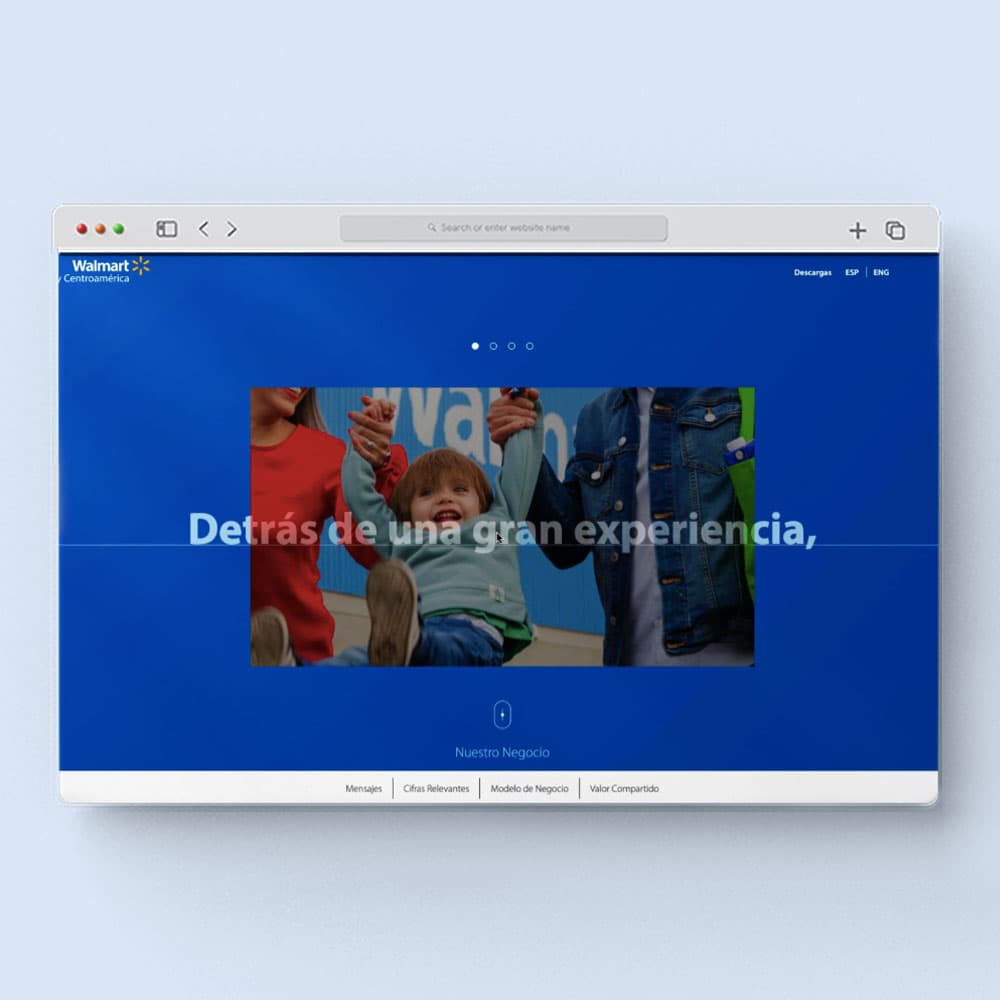 Search or enter website name
Walmart
y Centroamérica
Descargas
ESP
ENG
Detrás de una gran experiencia,
Nuestro Negocio
Mensajes
Cifras Relevantes
Modelo de Negocio
Valor Compartido